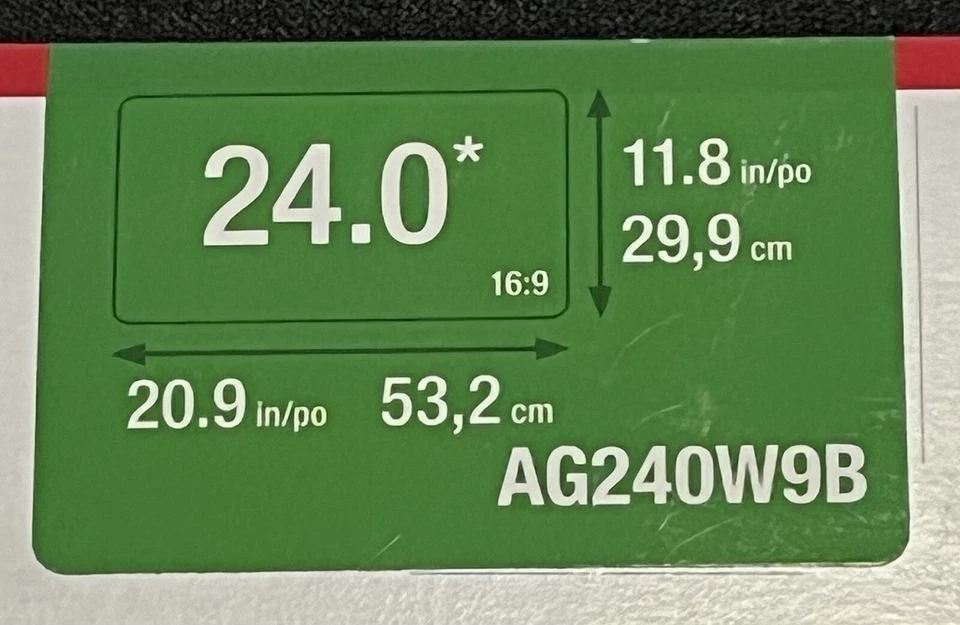 24.0*
16:9
11.8 in/po
29,9 cm
20.9 in/po 53,2 cm
AG240W9B